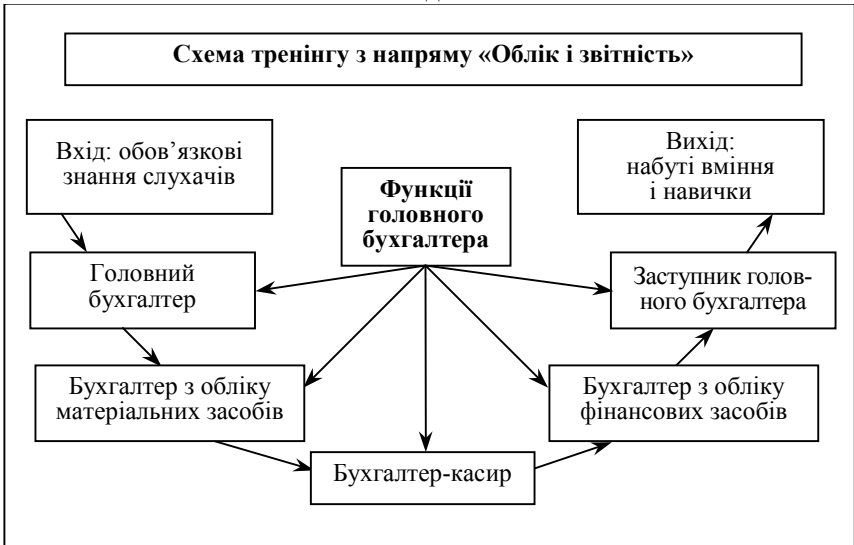 Схема тренінгу з напряму «Облік і звітність»
Вхід: обов’язкові
знання слухачів
Функції
головного
бухгалтера
Вихід:
набуті вміння
і навички
Головний
бухгалтер
Заступник голов-
ного бухгалтера
Бухгалтер з обліку
матеріальних засобів
Бухгалтер з обліку
фінансових засобів
Бухгалтер-касир